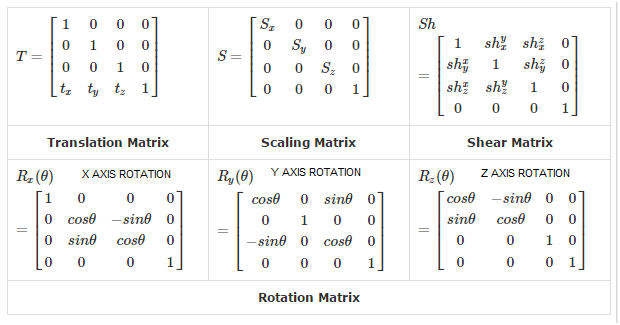 T = [1 0 0 0
0 1 0 0
0 0 1 0
t_x t_y t_z 1]
S = [S_x 0 0 0
0 S_y 0 0
0 0 S_z 0
0 0 0 1]
Sh
= [1 sh_x^y sh_x^z 0
sh_y^x 1 sh_y^z 0
sh_z^x sh_z^y 1 0
0 0 0 1]
Translation Matrix
Scaling Matrix
Shear Matrix
R_x(θ) X AXIS ROTATION
= [1 0 0 0
0 cosθ −sinθ 0
0 sinθ cosθ 0
0 0 0 1]
R_y(θ) Y AXIS ROTATION
= [cosθ 0 sinθ 0
0 1 0 0
−sinθ 0 cosθ 0
0 0 0 1]
R_z(θ) Z AXIS ROTATION
= [cosθ −sinθ 0 0
sinθ cosθ 0 0
0 0 1 0
0 0 0 1]
Rotation Matrix